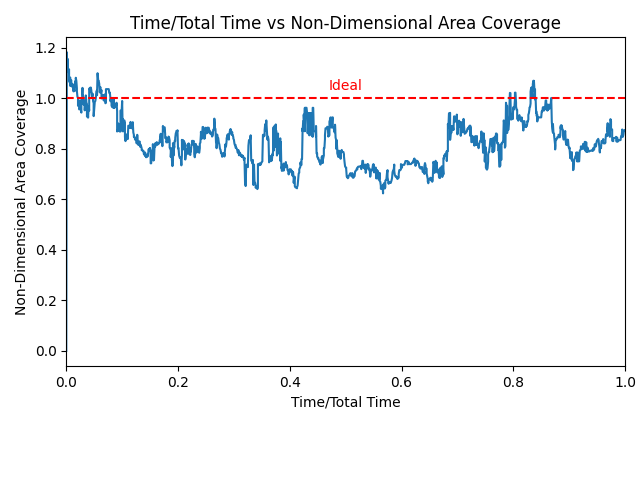 Time/Total Time vs Non-Dimensional Area Coverage
1.2
1.0
0.8
0.6
0.4
0.2
0.0
Non-Dimensional Area Coverage
Ideal
0.0 0.2 0.4 0.6 0.8 1.0
Time/Total Time